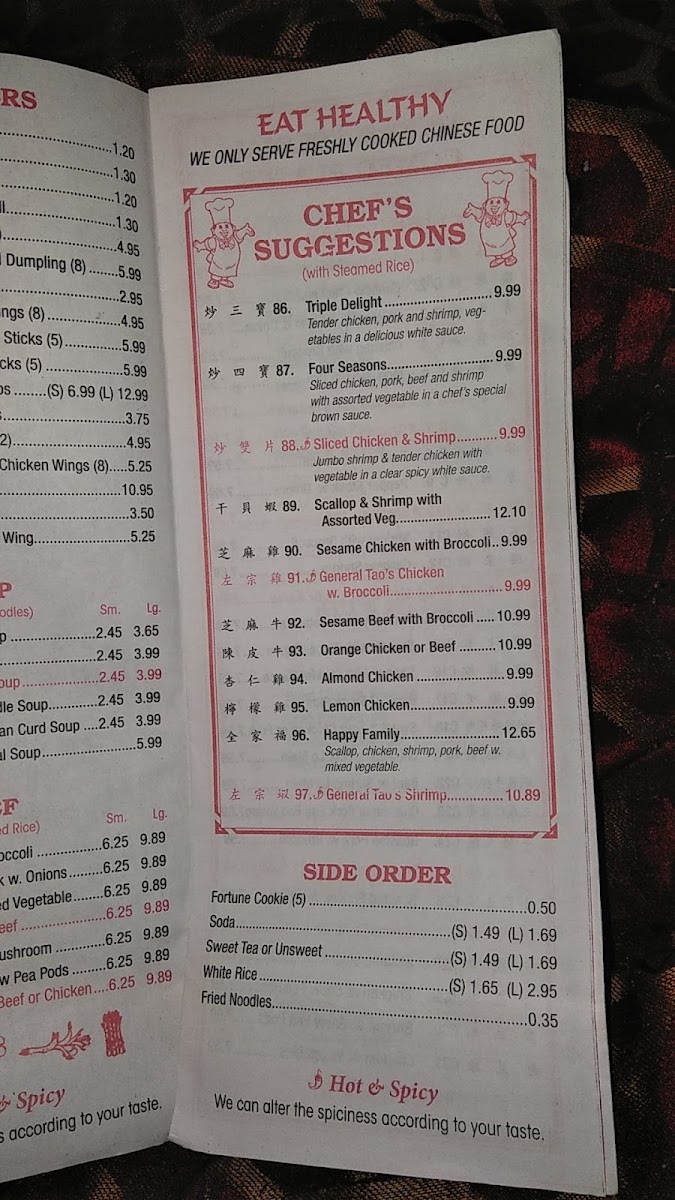 RS
1.20
1.30
1.20
1.30
4.95
Dumpling (8) ........5.99
2.95
ngs (8) ..................4.95
Sticks (5)...............5.99
cks (5) ....................5.99
........(S) 6.99 (L) 12.99
3.75
2)............................4.95
Chicken Wings (8).....5.25
10.95
3.50
Wing........................5.25
Sm. Lg.
odles)
p ......................2.45 3.65
2.45 3.99
oup ..................2.45 3.99
le Soup............2.45 3.99
an Curd Soup ....2.45 3.99
l Soup......................5.99
EF
ed Rice) Sm. Lg.
occoli ...............6.25 9.89
k w. Onions........6.25 9.89
ed Vegetable.......6.25 9.89
eef ...................6.25 9.89
ushroom ...........6.25 9.89
w Pea Pods ........6.25 9.89
Beef or Chicken....6.25 9.89
& Spicy
s according to your taste.
EAT HEALTHY
WE ONLY SERVE FRESHLY COOKED CHINESE FOOD
CHEF'S
SUGGESTIONS
(with Steamed Rice)
炒 三 寶 86. Triple Delight ........................9.99
Tender chicken, pork and shrimp, veg-
etables in a delicious white sauce.
炒 四 寶 87. Four Seasons........................9.99
Sliced chicken, pork, beef and shrimp
with assorted vegetable in a chef's special
brown sauce.
炒 雙 片 88. Sliced Chicken & Shrimp...........9.99
Jumbo shrimp & tender chicken with
vegetable in a clear spicy white sauce.
干 貝 蝦 89. Scallop & Shrimp with
Assorted Veg........................12.10
芝 麻 雞 90. Sesame Chicken with Broccoli..9.99
左 宗 雞 91. General Tao's Chicken
w. Broccoli..............................9.99
芝 麻 牛 92. Sesame Beef with Broccoli .....10.99
陳 皮 牛 93. Orange Chicken or Beef ..........10.99
杏 仁 雞 94. Almond Chicken ........................9.99
檸 檬 雞 95. Lemon Chicken.........................9.99
全 家 福 96. Happy Family..........................12.65
Scallop, chicken, shrimp, pork, beef w.
mixed vegetable.
左 宗 蝦 97. General Tao's Shrimp...............10.89
SIDE ORDER
Fortune Cookie (5) ......................................0.50
Soda...............................................(S) 1.49 (L) 1.69
Sweet Tea or Unsweet ..........................(S) 1.49 (L) 1.69
White Rice ........................................(S) 1.65 (L) 2.95
Fried Noodles.............................................0.35
Hot & Spicy
We can alter the spiciness according to your taste.